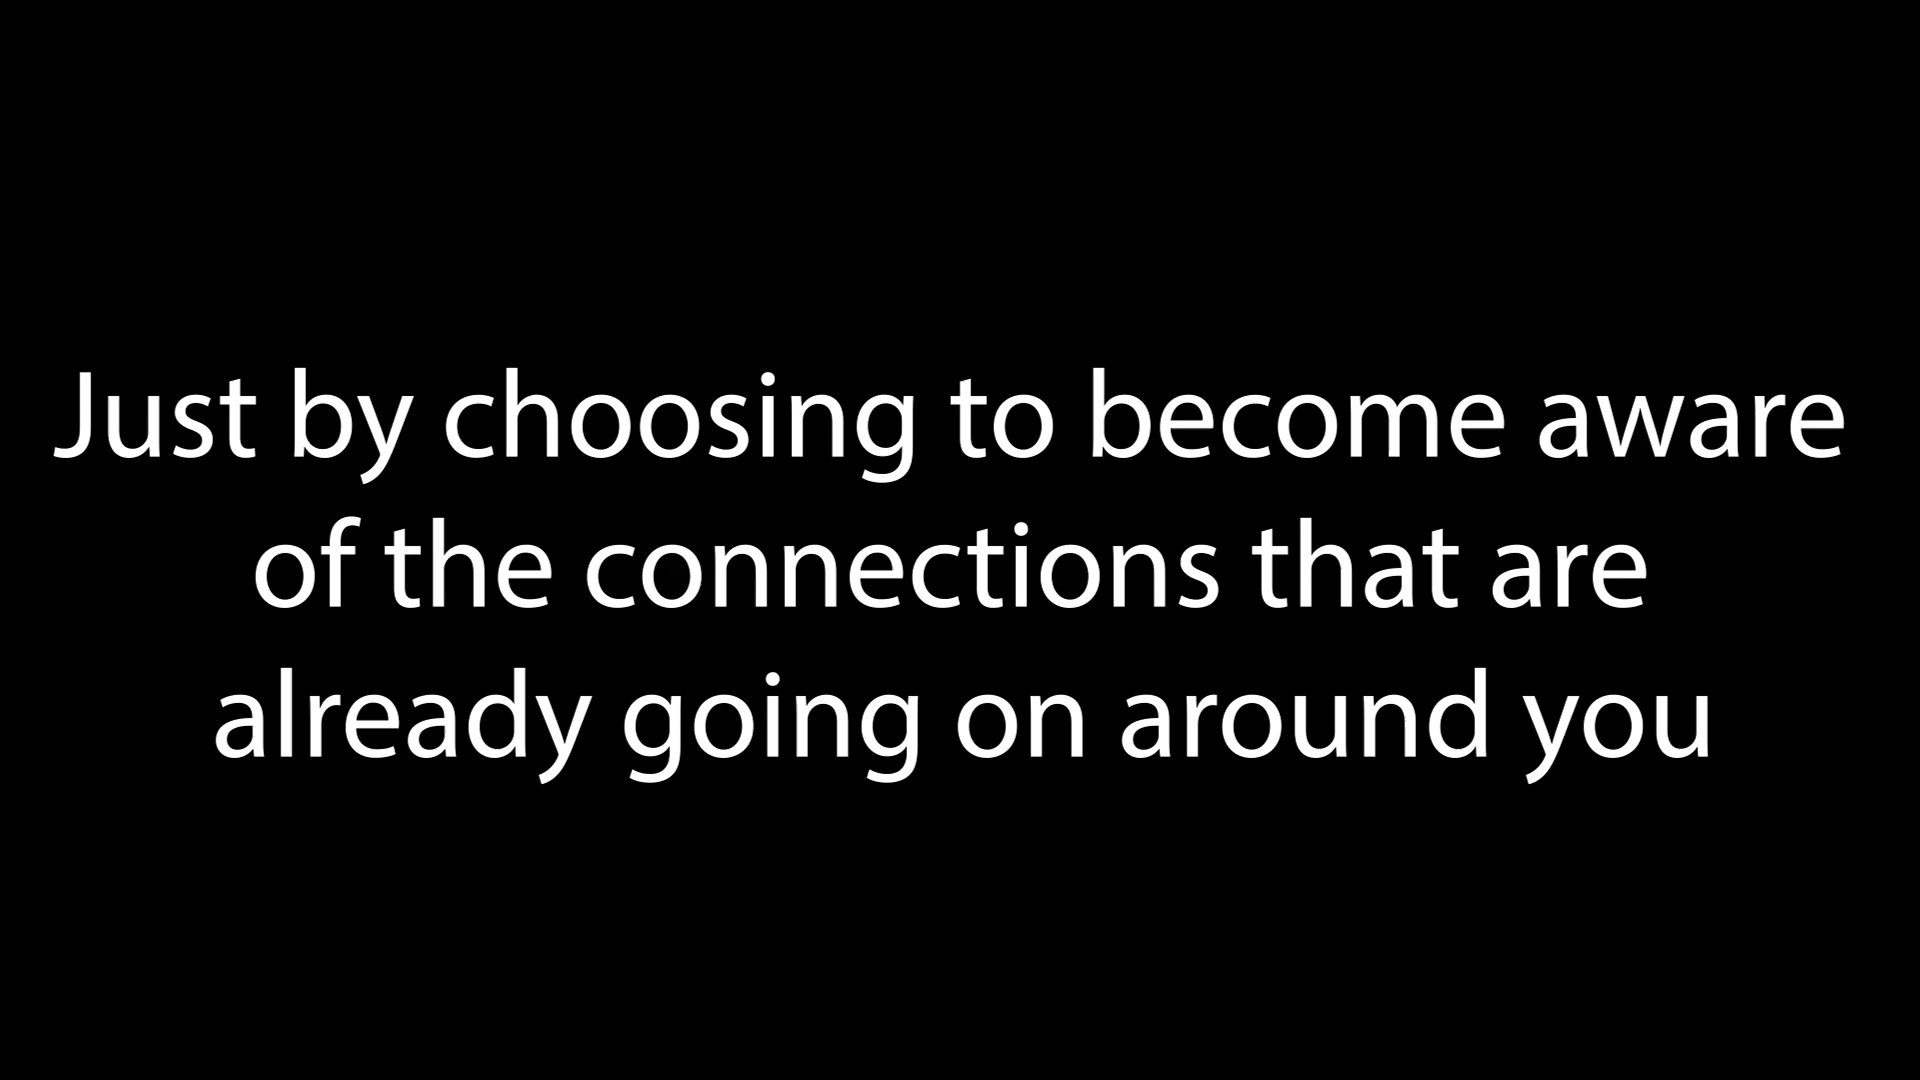 Just by choosing to become aware
of the connections that are
already going on around you